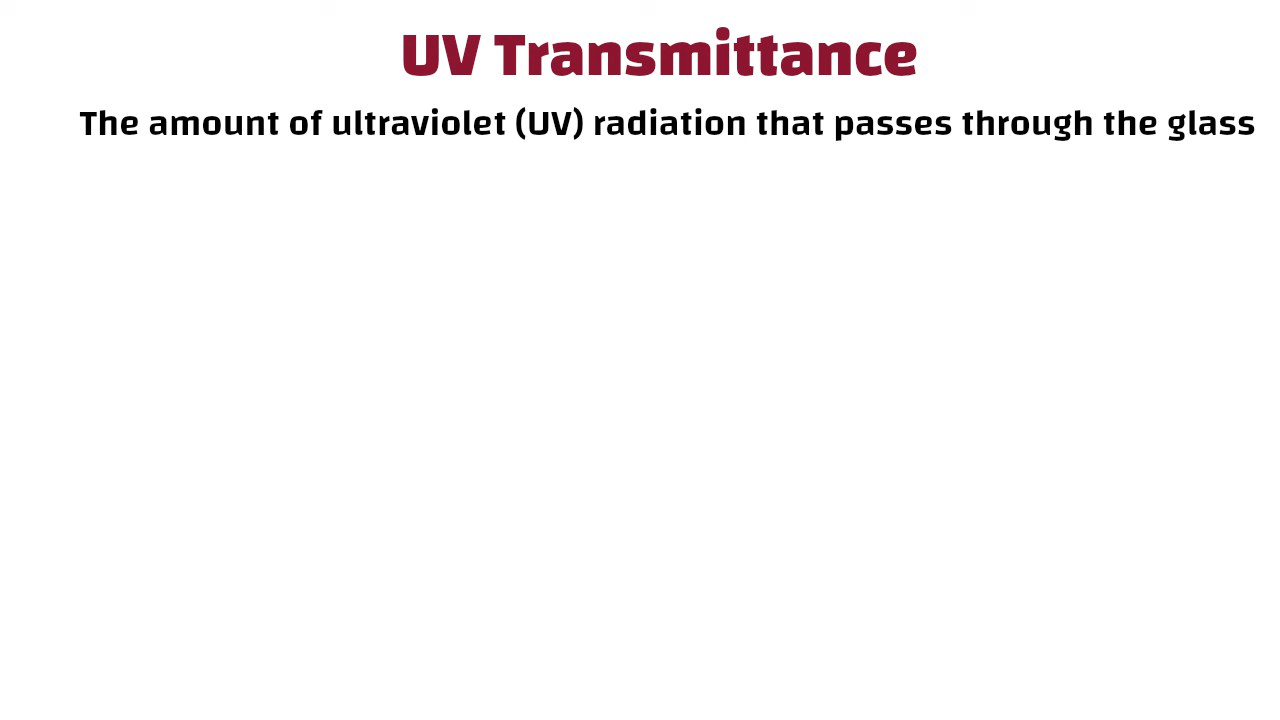 UV Transmittance
The amount of ultraviolet (UV) radiation that passes through the glass